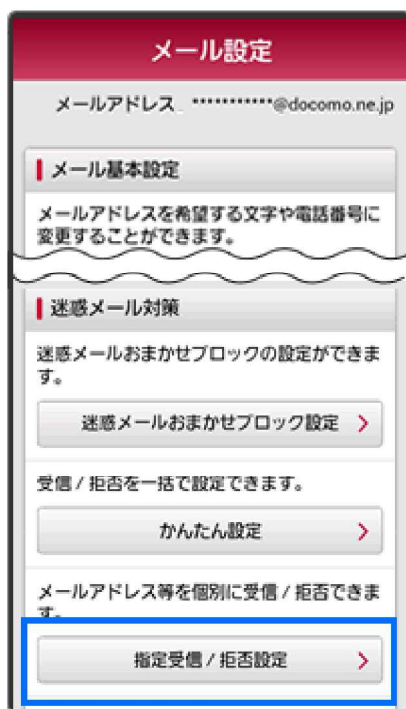 メール設定
メールアドレス ***********@docomo.ne.jp
メール基本設定
メールアドレスを希望する文字や電話番号に
変更することができます。
迷惑メール対策
迷惑メールおまかせブロックの設定ができま
す。
迷惑メールおまかせブロック設定
受信 / 拒否を一括で設定できます。
かんたん設定
メールアドレス等を個別に受信 / 拒否できま
す。
指定受信 / 拒否設定